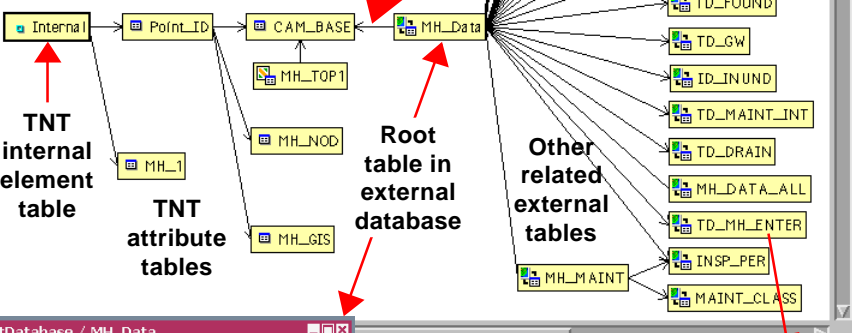 TD_FOUND
Internal
Point_ID
CAM_BASE
MH_Data
TD_GW
MH_TOP1
ID_INUND
TD_MAINT_INT
TNT
internal
element
table
MH_NOD
Root
table in
external
database
Other
related
external
tables
TD_DRAIN
MH_1
MH_DATA_ALL
TNT
attribute
tables
TD_MH_ENTER
MH_GIS
INSP_PER
MH_MAINT
MAINT_CLASS
tDatabase / MH_Data